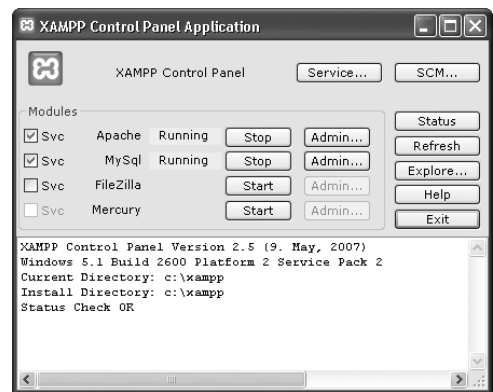 XAMPP Control Panel Application
XAMPP Control Panel
Service...
SCM...
Modules
Svc Apache Running Stop Admin...
Svc MySql Running Stop Admin...
Svc FileZilla Start Admin...
Svc Mercury Start Admin...
Status
Refresh
Explore...
Help
Exit
XAMPP Control Panel Version 2.5 (9. May, 2007)
Windows 5.1 Build 2600 Platform 2 Service Pack 2
Current Directory: c:\xampp
Install Directory: c:\xampp
Status Check OK